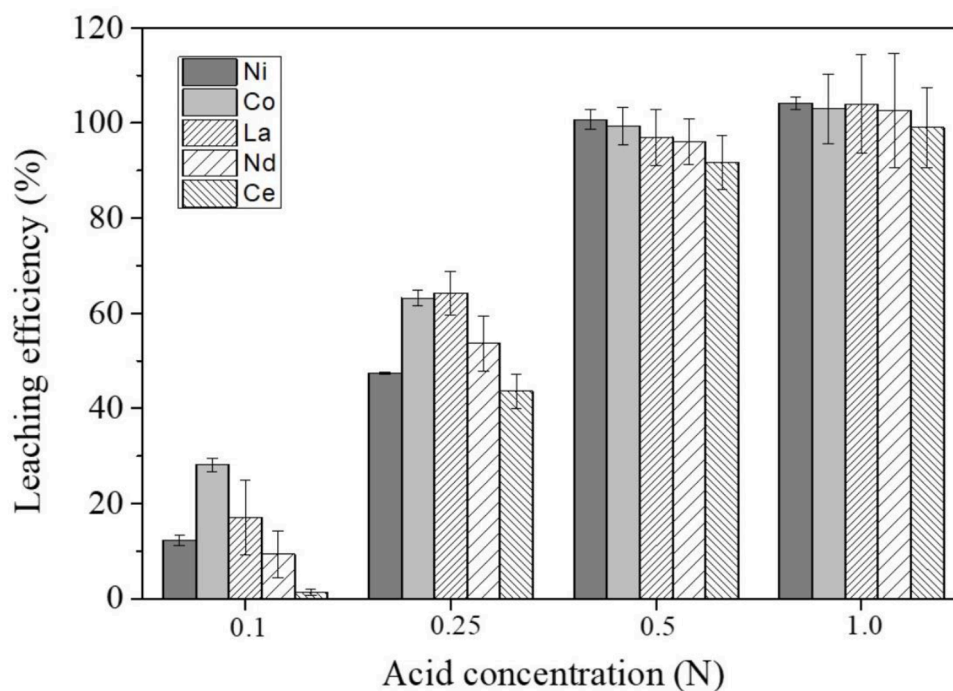 Leaching efficiency (%)
120
100
80
60
40
20
0
Ni
Co
La
Nd
Ce
0.1
0.25
0.5
1.0
Acid concentration (N)